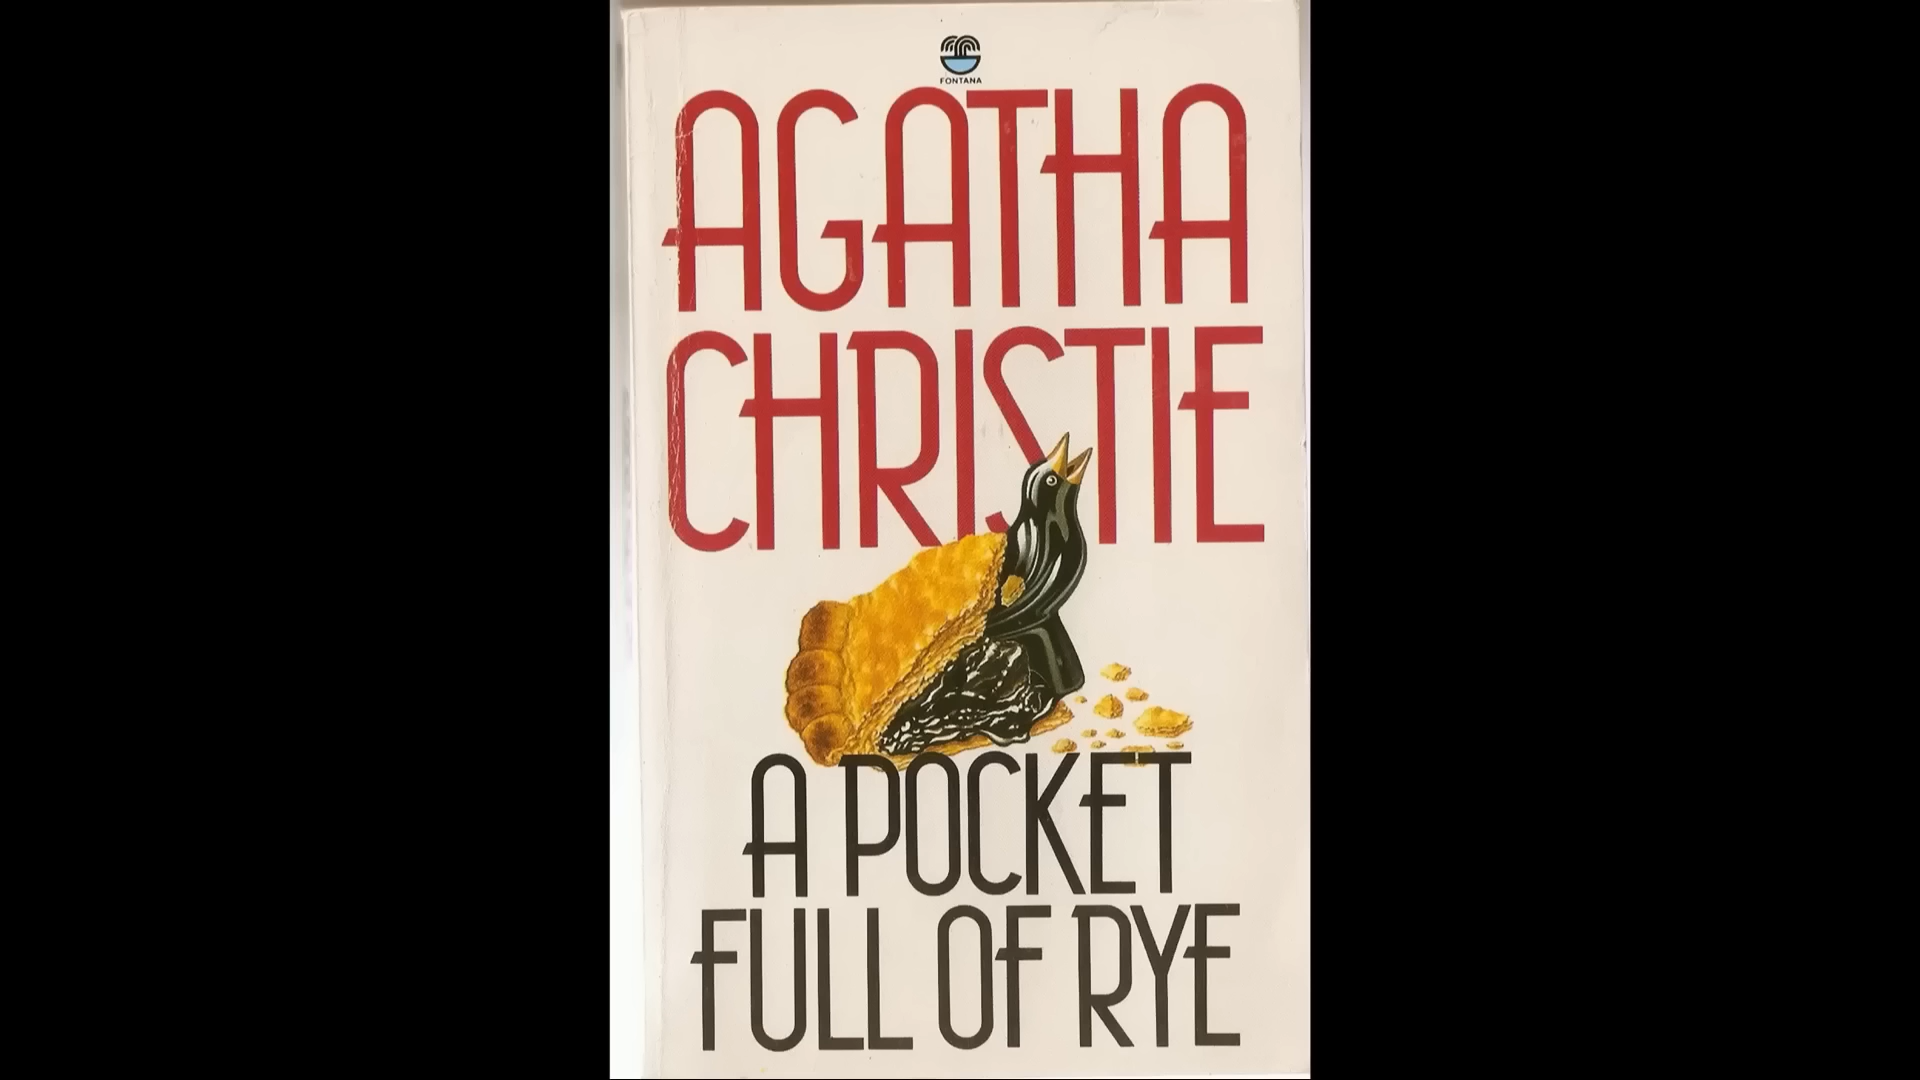 FONTANA
AGATHA
CHRISTIE
A POCKET
FULL OF RYE